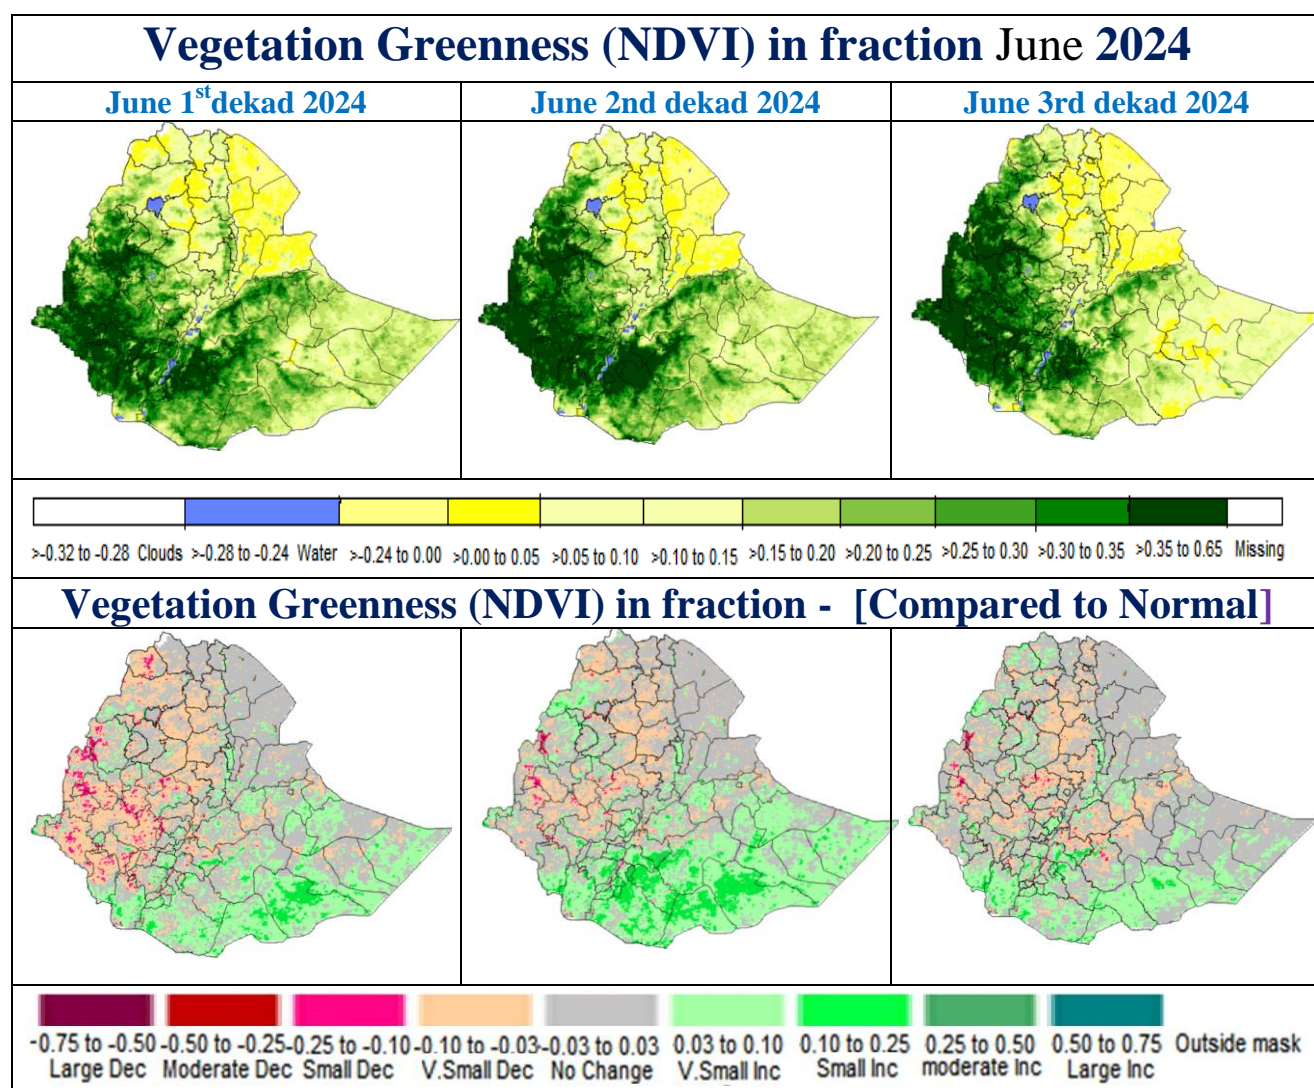 Vegetation Greenness (NDVI) in fraction June 2024
June 1st dekad 2024
June 2nd dekad 2024
June 3rd dekad 2024
>-0.32 to -0.28 Clouds >-0.28 to -0.24 Water >-0.24 to 0.00 >0.00 to 0.05 >0.05 to 0.10 >0.10 to 0.15 >0.15 to 0.20 >0.20 to 0.25 >0.25 to 0.30 >0.30 to 0.35 >0.35 to 0.65 Missing
Vegetation Greenness (NDVI) in fraction - [Compared to Normal]
-0.75 to -0.50 -0.50 to -0.25 -0.25 to -0.10 -0.10 to -0.03 -0.03 to 0.03 0.03 to 0.10 0.10 to 0.25 0.25 to 0.50 0.50 to 0.75 Outside mask
Large Dec Moderate Dec Small Dec V.Small Dec No Change V.Small Inc Small Inc moderate Inc Large Inc